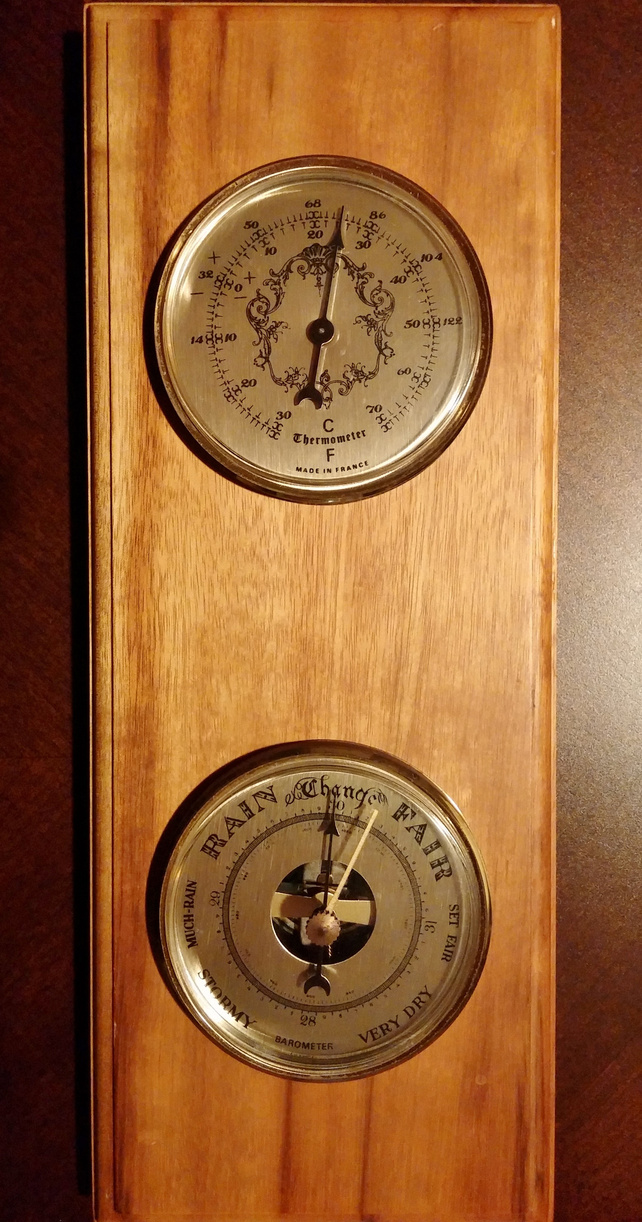 68
50 86
20
10 30
+ +
32 0 104
- - 40
14 10 50 122
20 60
30 70
C
Thermometer
F
MADE IN FRANCE
RAIN Change FAIR
30
29 31
MUCH-RAIN SET FAIR
STORMY VERY DRY
28
BAROMETER